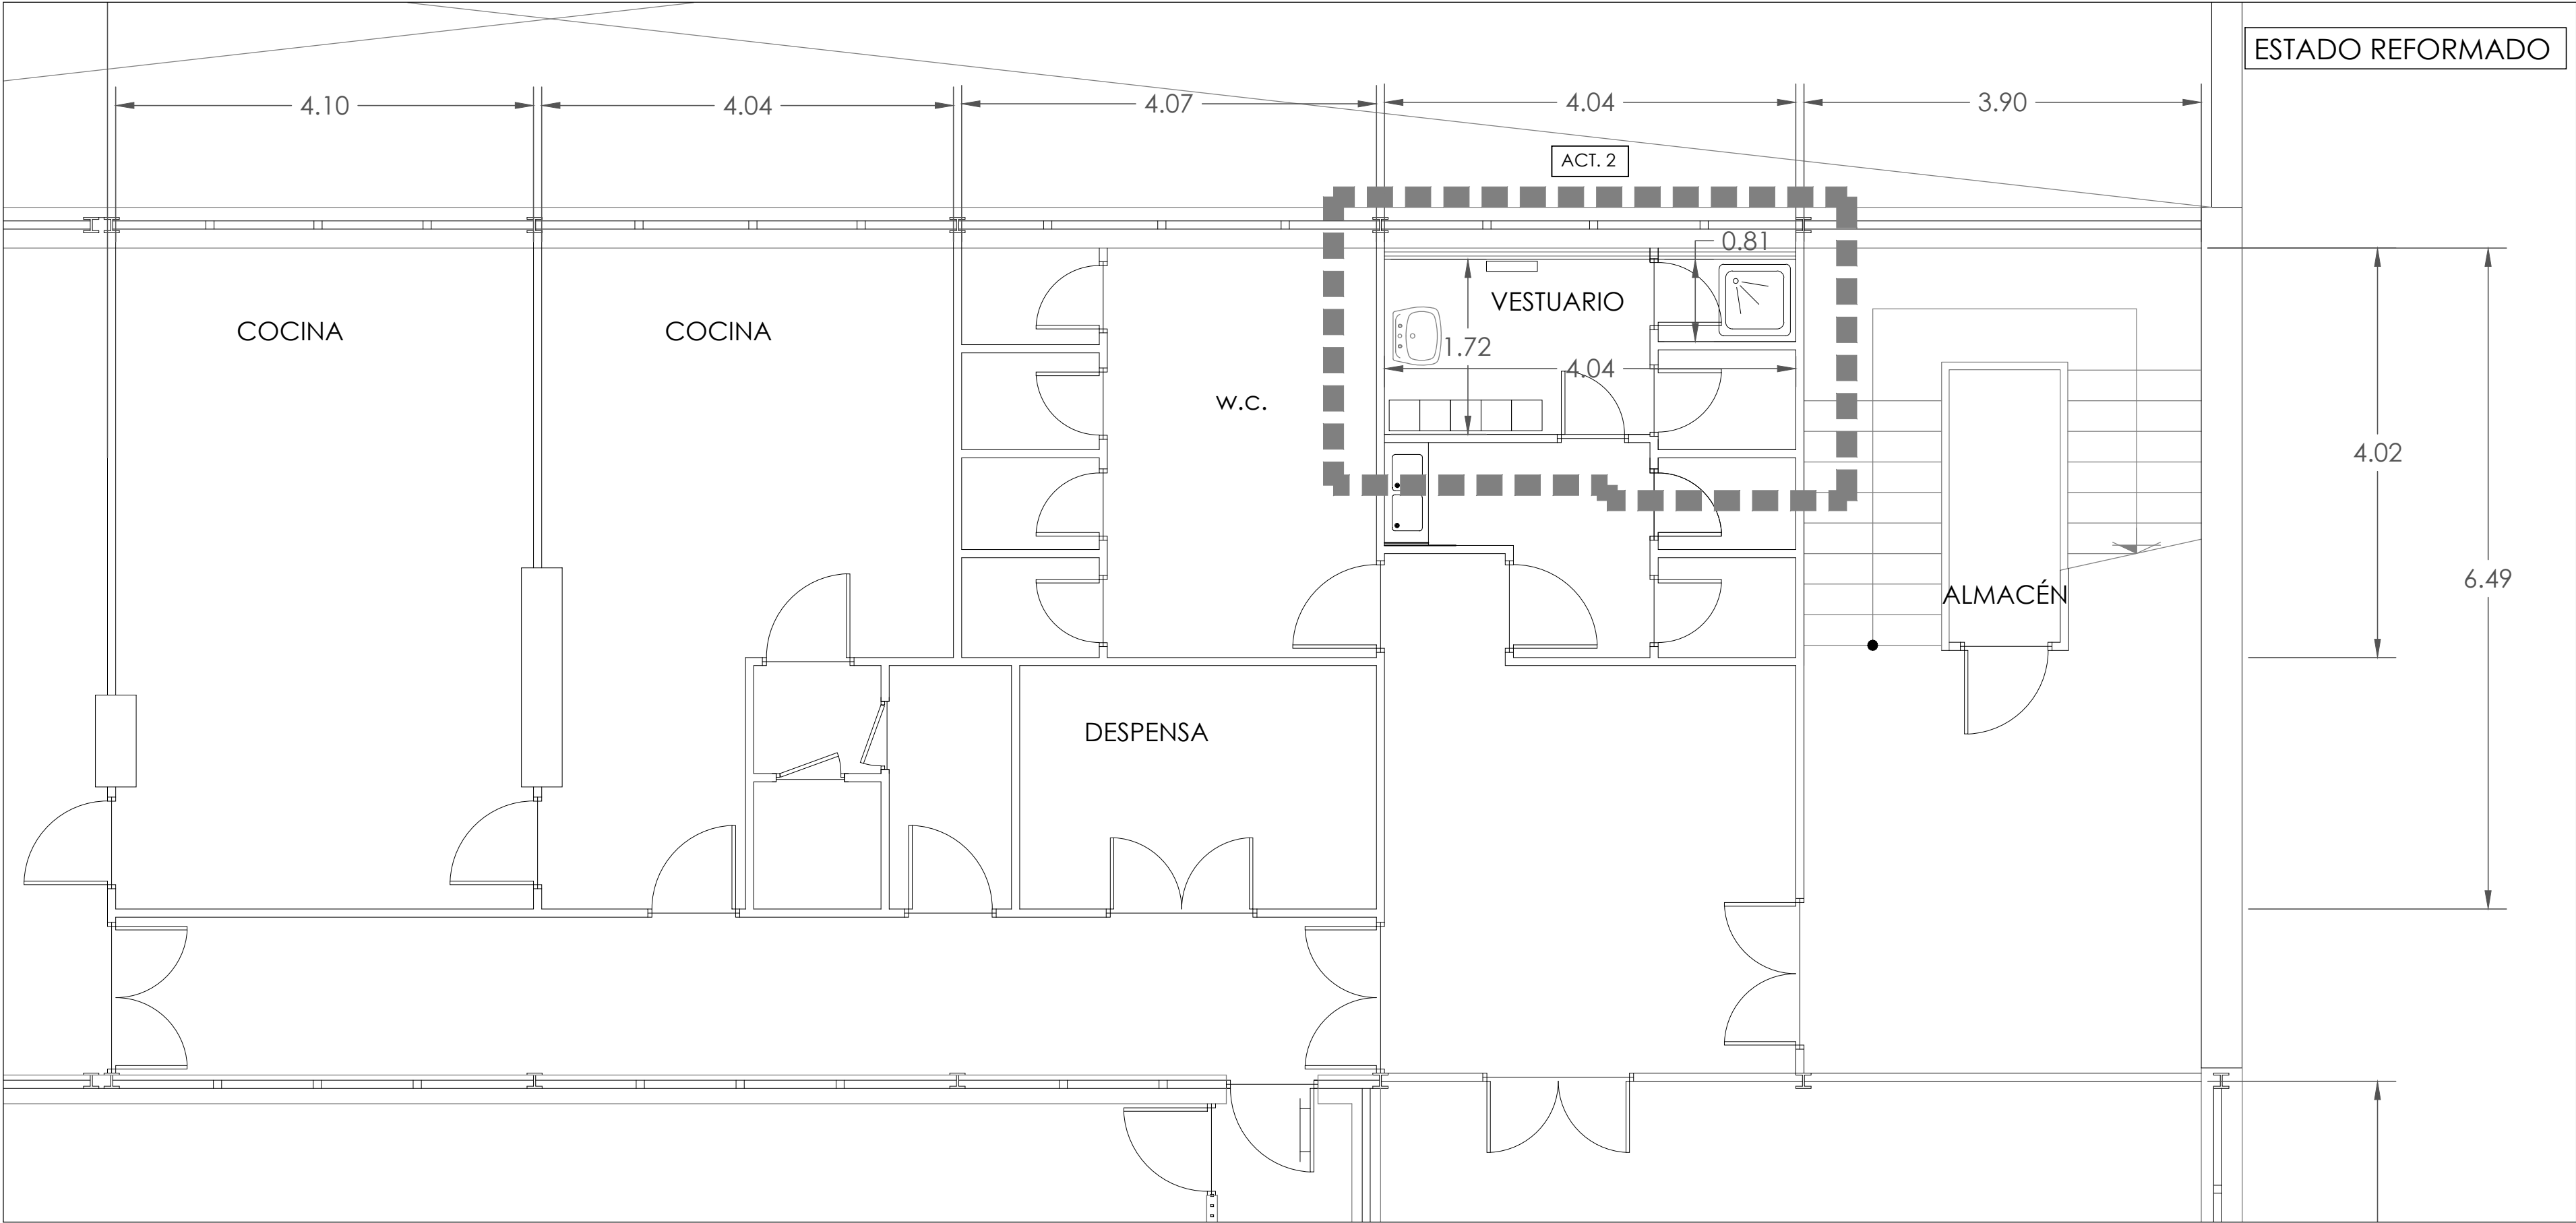 ESTADO REFORMADO
4.10
4.04
4.07
4.04
3.90
ACT. 2
0.81
VESTUARIO
COCINA
COCINA
1.72
4.04
W.C.
4.02
6.49
ALMACÉN
DESPENSA